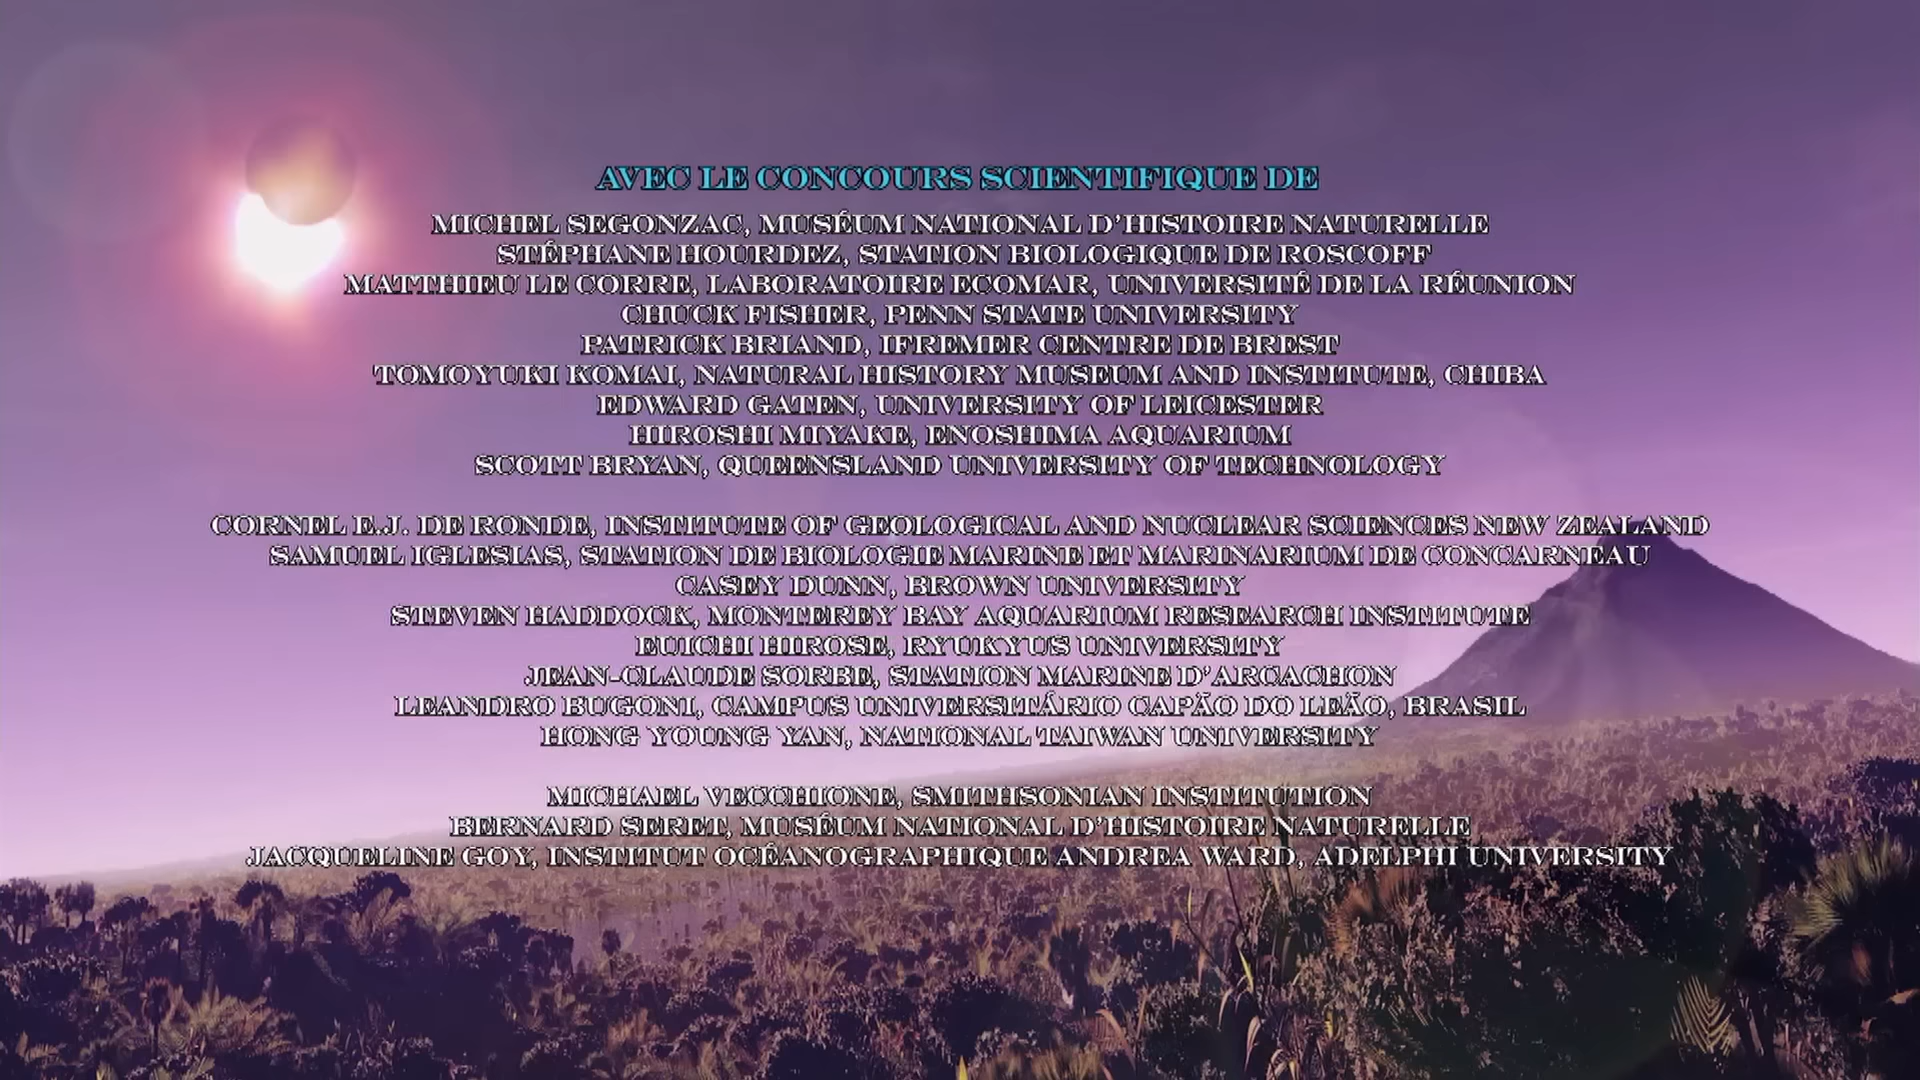 AVEC LE CONCOURS SCIENTIFIQUE DE
MICHEL SEGONZAC, MUSÉUM NATIONAL D'HISTOIRE NATURELLE
STÉPHANE HOURDEZ, STATION BIOLOGIQUE DE ROSCOFF
MATTHIEU LE CORRE, LABORATOIRE ECOMAR, UNIVERSITÉ DE LA RÉUNION
CHUCK FISHER, PENN STATE UNIVERSITY
PATRICK BRIAND, IFREMER CENTRE DE BREST
TOMOYUKI KOMAI, NATURAL HISTORY MUSEUM AND INSTITUTE, CHIBA
EDWARD GATEN, UNIVERSITY OF LEICESTER
HIROSHI MIYAKE, ENOSHIMA AQUARIUM
SCOTT BRYAN, QUEENSLAND UNIVERSITY OF TECHNOLOGY
CORNEL E.J. DE RONDE, INSTITUTE OF GEOLOGICAL AND NUCLEAR SCIENCES NEW ZEALAND
SAMUEL IGLESIAS, STATION DE BIOLOGIE MARINE ET MARINARIUM DE CONCARNEAU
CASEY DUNN, BROWN UNIVERSITY
STEVEN HADDOCK, MONTEREY BAY AQUARIUM RESEARCH INSTITUTE
EUICHI HIROSE, RYUKYUS UNIVERSITY
JEAN-CLAUDE SORBE, STATION MARINE D'ARCACHON
LEANDRO BUGONI, CAMPUS UNIVERSITÁRIO CAPÃO DO LEÃO, BRASIL
HONG YOUNG YAN, NATIONAL TAIWAN UNIVERSITY
MICHAEL VECCHIONE, SMITHSONIAN INSTITUTION
BERNARD SERET, MUSÉUM NATIONAL D'HISTOIRE NATURELLE
JACQUELINE GOY, INSTITUT OCÉANOGRAPHIQUE ANDREA WARD, ADELPHI UNIVERSITY